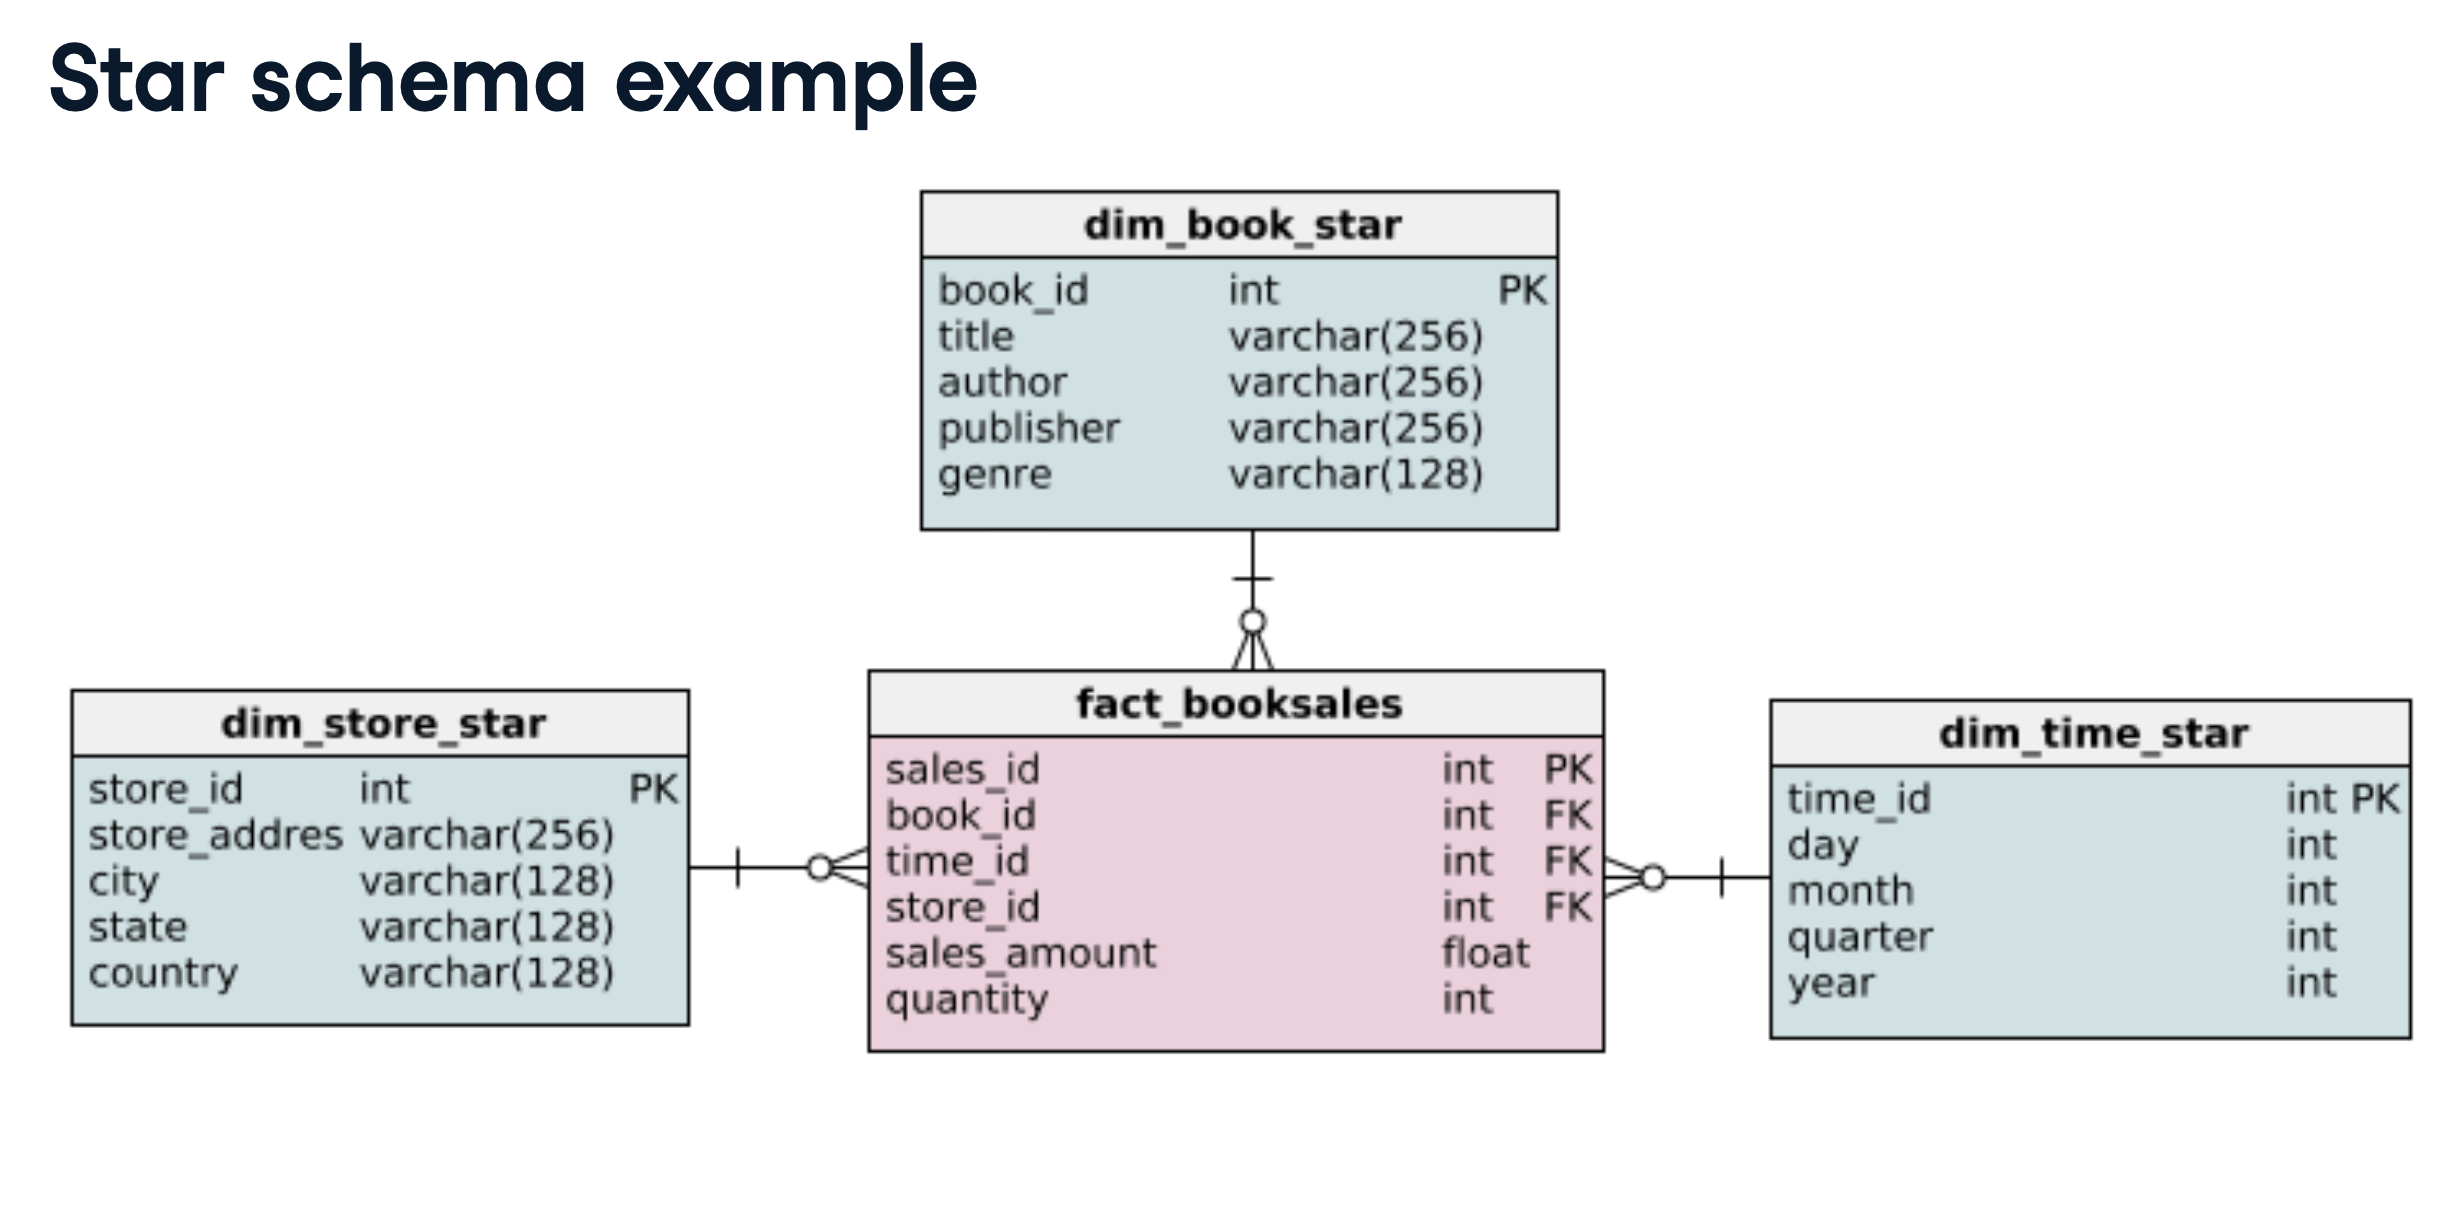 Star schema example
dim_book_star
book_id int PK
title varchar(256)
author varchar(256)
publisher varchar(256)
genre varchar(128)
dim_store_star
store_id int PK
store_addres varchar(256)
city varchar(128)
state varchar(128)
country varchar(128)
fact_booksales
sales_id int PK
book_id int FK
time_id int FK
store_id int FK
sales_amount float
quantity int
dim_time_star
time_id int PK
day int
month int
quarter int
year int